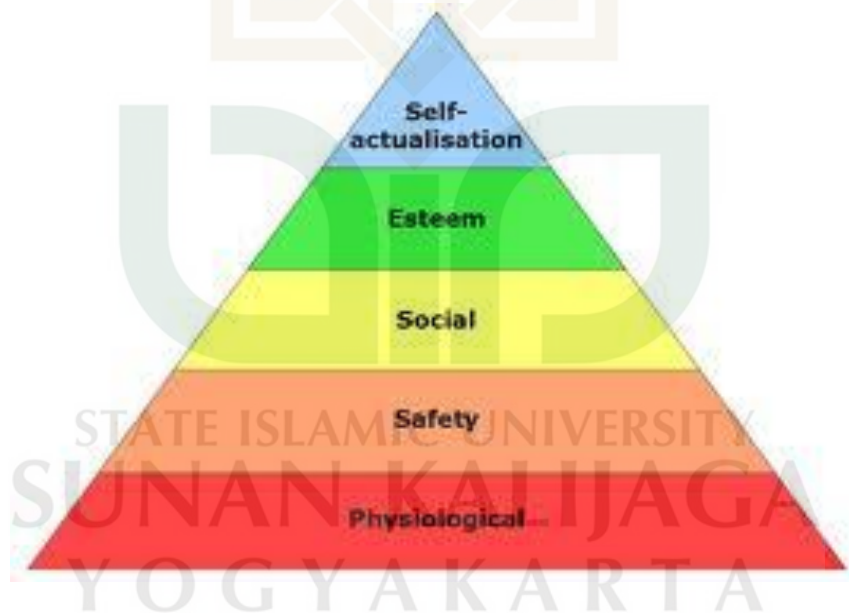 Self-
actualisation
Esteem
Social
Safety
STATE ISLAMIC UNIVERSITY
SUNAN KALIJAGA
Physiological
YOGYAKARTA